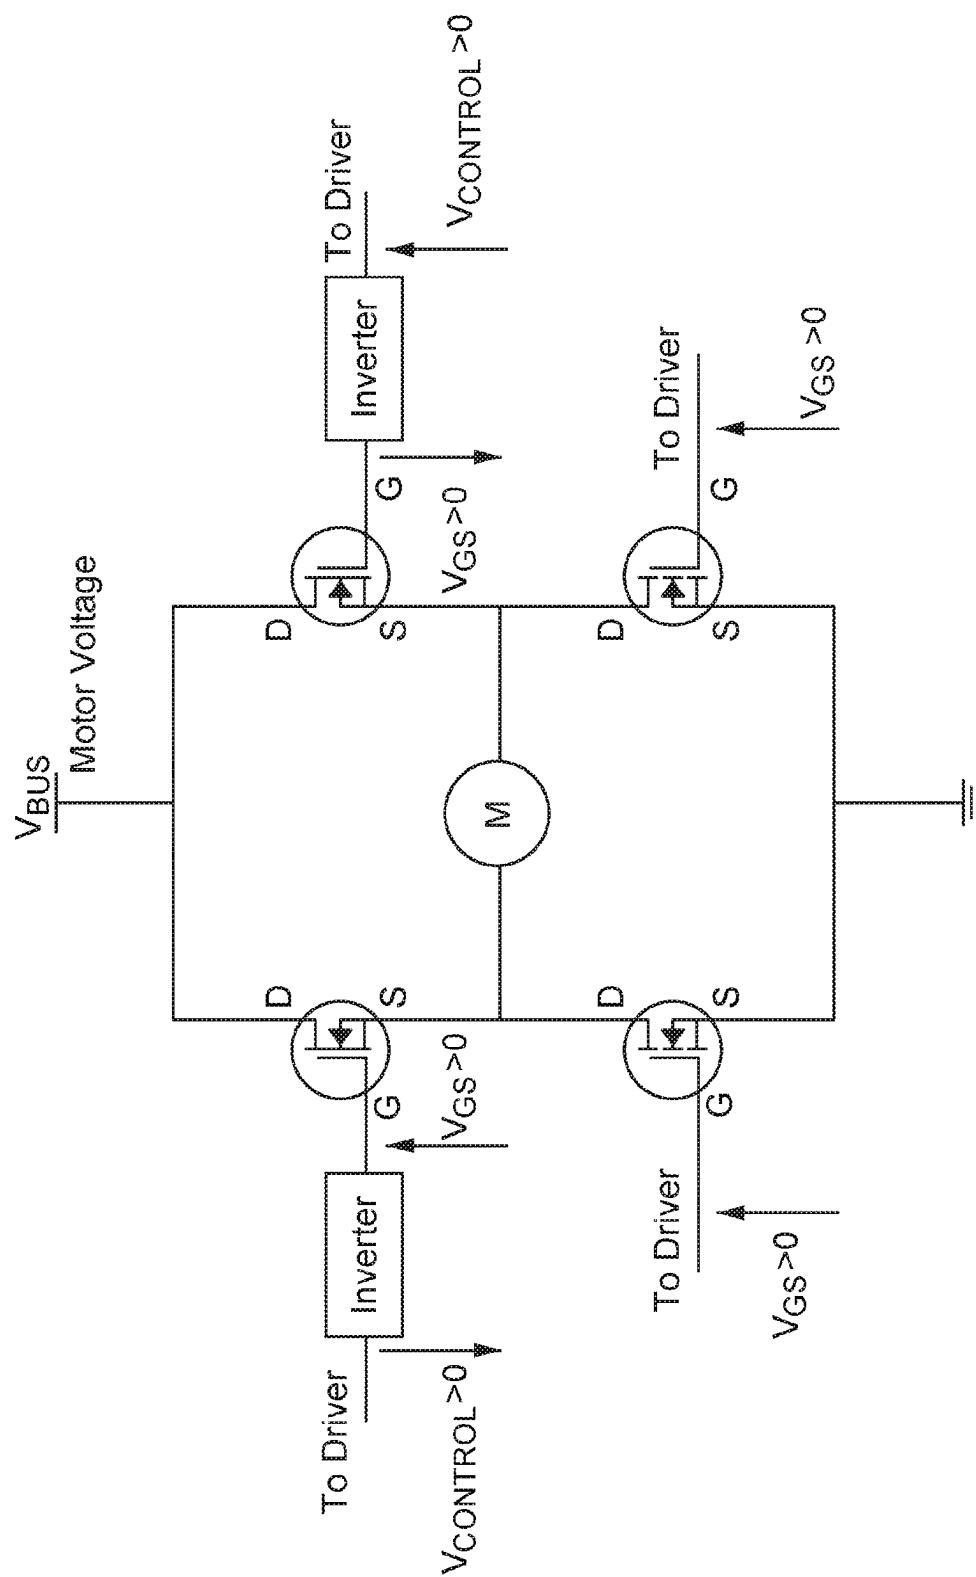 VBUS
Motor Voltage
D
D
To Driver
To Driver
Inverter
Inverter
G
S
S
G
VCONTROL>0
VGS>0
VGS>0
VCONTROL>0
M
D
D
To Driver
To Driver
G
S
S
G
VGS>0
VGS>0